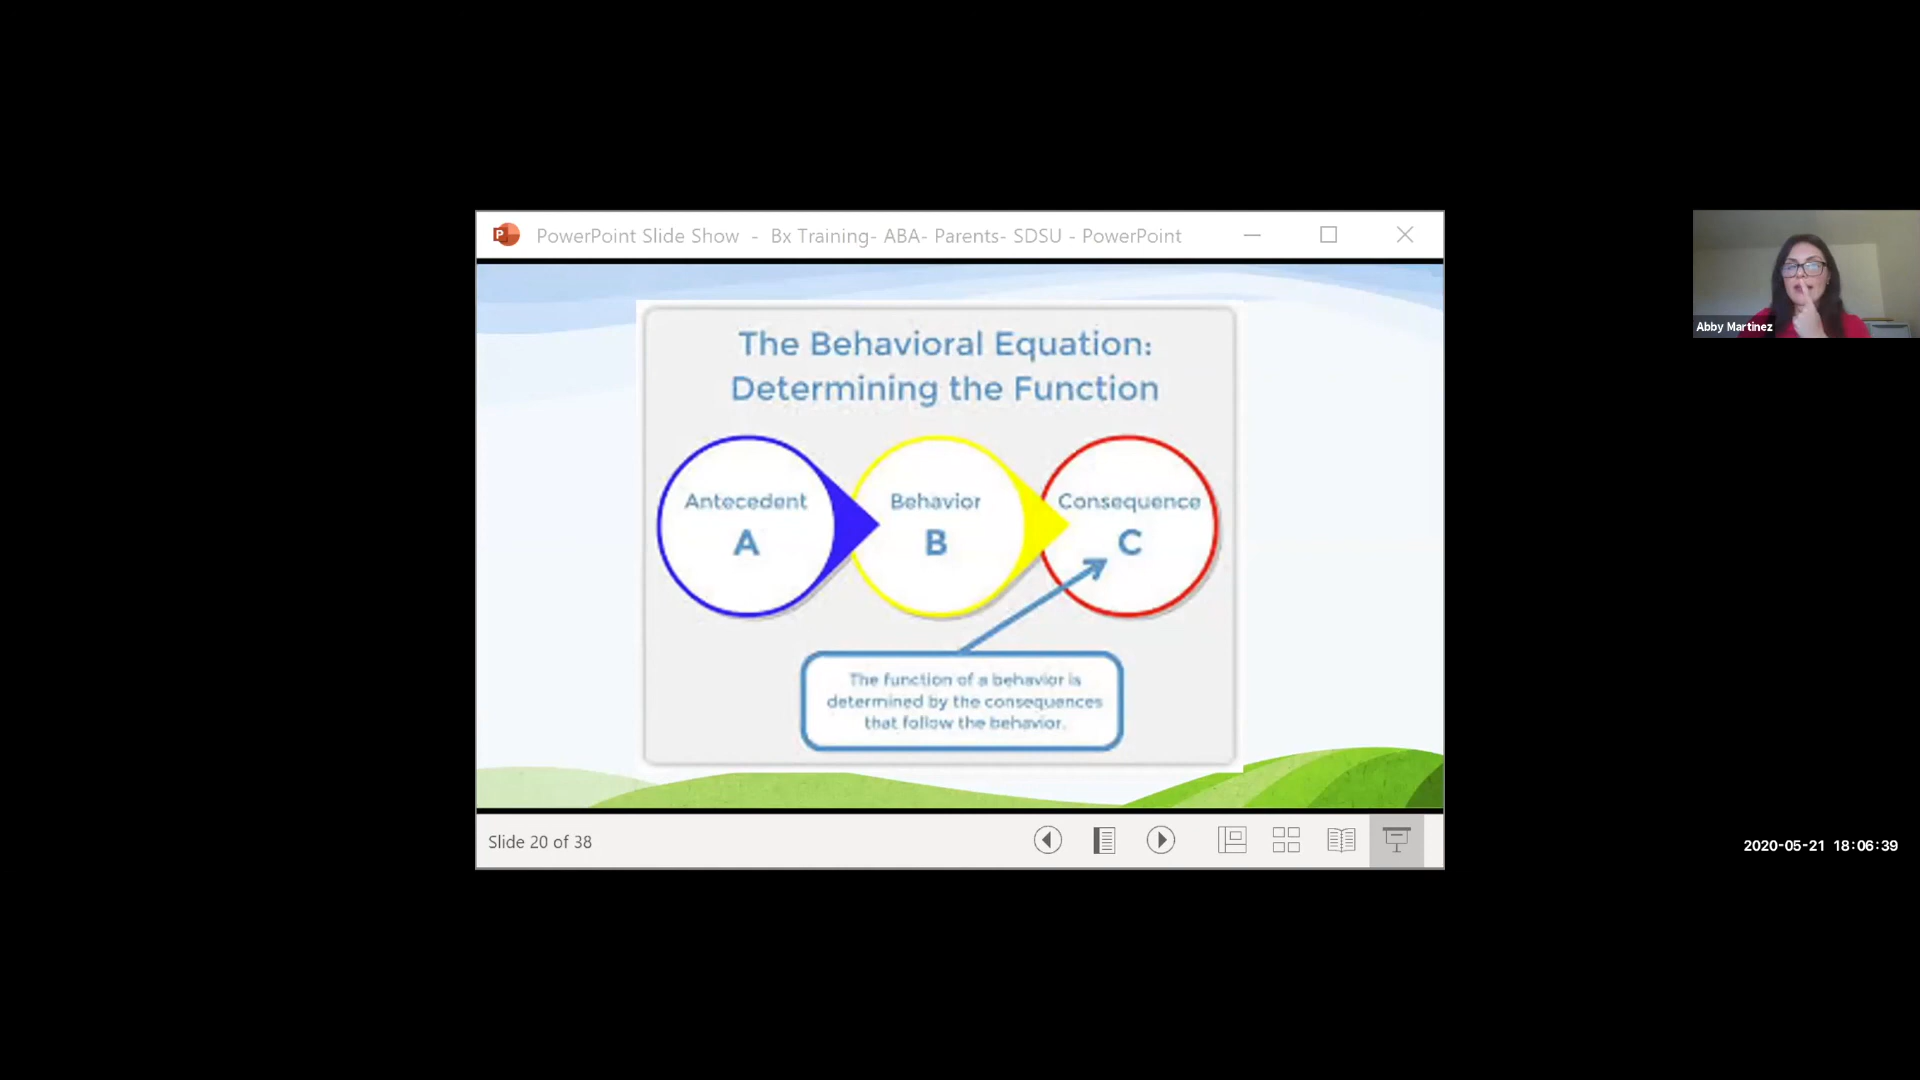 PowerPoint Slide Show - Bx Training- ABA- Parents- SDSU - PowerPoint
The Behavioral Equation:
Determining the Function
Antecedent
A
Behavior
B
Consequence
C
The function of a behavior is
determined by the consequences
that follow the behavior.
Slide 20 of 38
Abby Martinez
2020-05-21 18:06:39